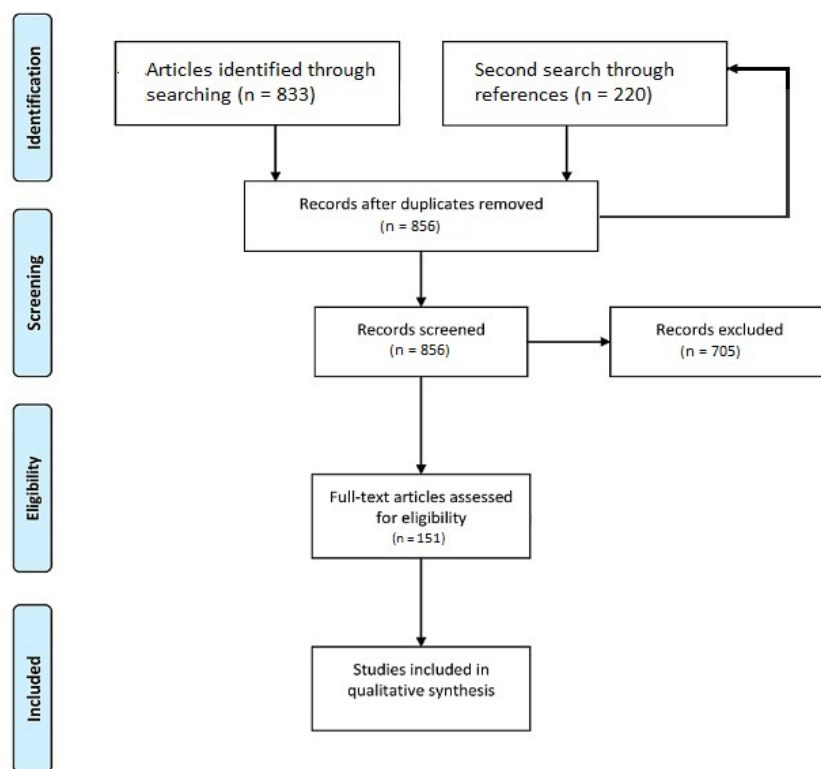 Identification
Articles identified through
searching (n = 833)
Second search through
references (n = 220)
Records after duplicates removed
(n = 856)
Screening
Records screened
(n = 856)
Records excluded
(n = 705)
Eligibility
Full-text articles assessed
for eligibility
(n = 151)
Included
Studies included in
qualitative synthesis